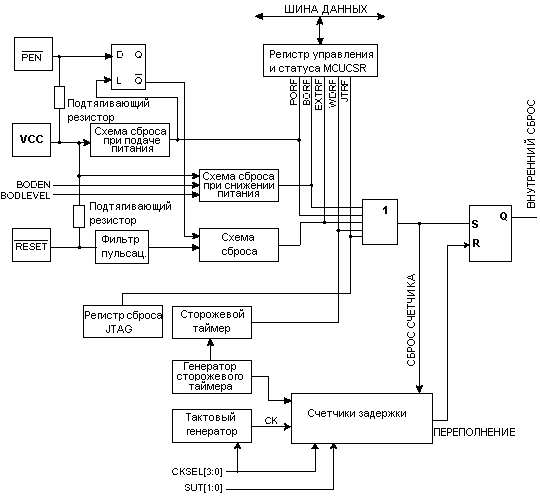 ШИНА ДАННЫХ
PEN
D Q
L Q
Регистр управления
и статуса MCUCSR
PORF
BORF
EXTRF
WDRF
JTRF
Подтягивающий
резистор
VCC
Схема сброса
при подаче
питания
BODEN
BODLEVEL
Схема сброса
при снижении
питания
Подтягивающий
резистор
RESET
Фильтр
пульсац.
Схема
сброса
1
S
Q
R
ВНУТРЕННИЙ СБРОС
СБРОС СЧЕТЧИКА
Регистр сброса
JTAG
Сторожевой
таймер
Генератор
сторожевого
таймера
Тактовый
генератор
CK
Счетчики задержки
ПЕРЕПОЛНЕНИЕ
CKSEL[3:0]
SUT[1:0]